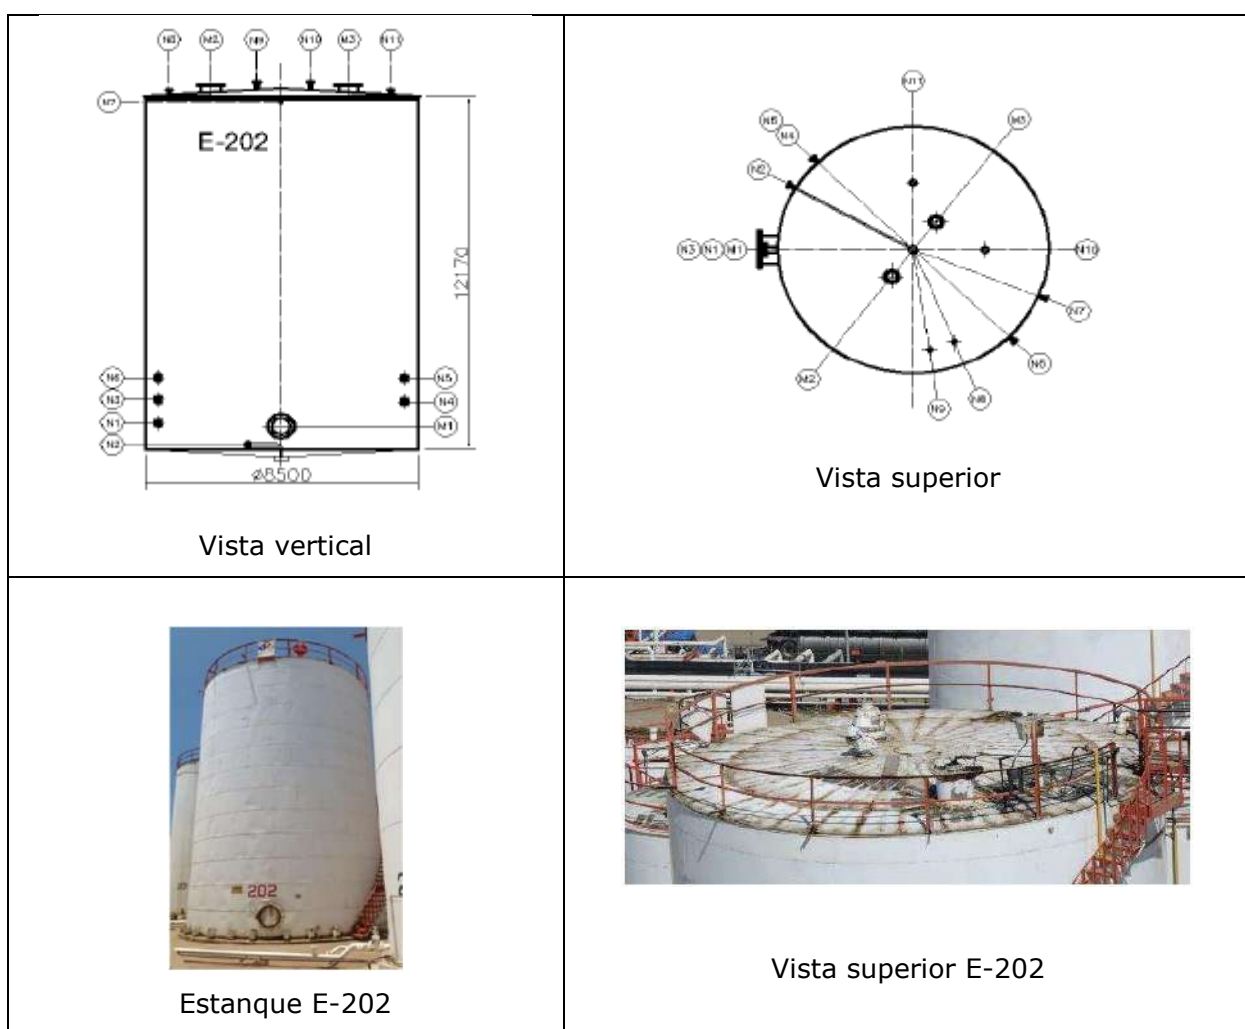 N8 M2 N9 N10 M3 N11
N7
E-202
12170
N6 N5
N3 N4
N1 M1
N2
ø8500
Vista vertical
N11
N5 M3
N4
N2
N3 N1 M1 N10
N7
N6
M2
N8
N9
Vista superior
202
Estanque E-202
Vista superior E-202